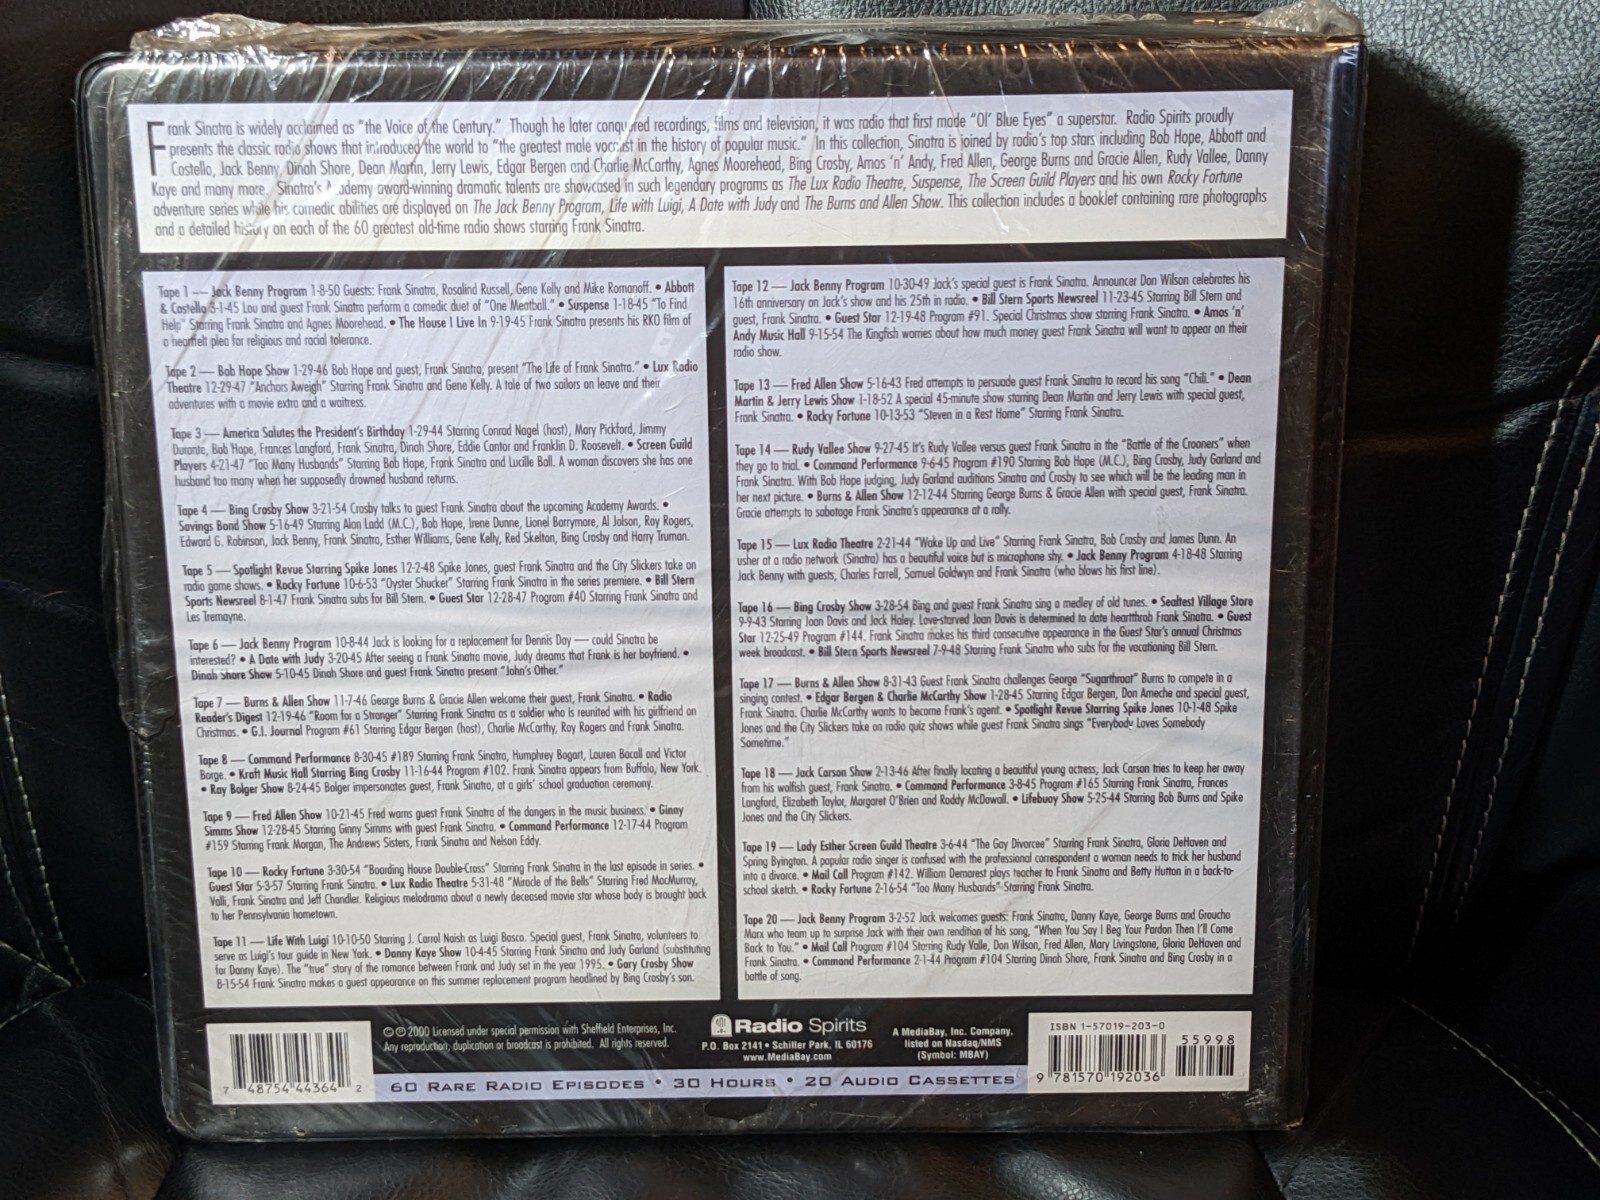 Frank Sinatra is widely acclaimed as "the Voice of the Century." Though he later conquered recordings, films and television, it was radio that first made "Ol' Blue Eyes" a superstar. Radio Spirits proudly
presents the classic radio shows that introduced the world to "the greatest male vocalist in the history of popular music." In this collection, Sinatra is joined by radio's top stars including Bob Hope, Abbott and
Costello, Jack Benny, Dinah Shore, Dean Martin, Jerry Lewis, Edgar Bergen and Charlie McCarthy, Agnes Moorehead, Bing Crosby, Amos 'n' Andy, Fred Allen, George Burns and Gracie Allen, Rudy Vallee, Danny
Kaye and many more. Sinatra's Academy award-winning dramatic talents are showcased in such legendary programs as The Lux Radio Theatre, Suspense, The Screen Guild Players and his own Rocky Fortune
adventure series while his comedic abilities are displayed on The Jack Benny Program, Life with Luigi, A Date with Judy and The Burns and Allen Show. This collection includes a booklet containing rare photographs
and a detailed history on each of the 60 greatest old-time radio shows starring Frank Sinatra.
Tape 1 — Jack Benny Program 1-8-50 Guests: Frank Sinatra, Rosalind Russell, Gene Kelly and Mike Romanoff. • Abbott
& Costello 3-1-45 Lou and guest Frank Sinatra perform a comedic duet of "One Meatball." • Suspense 1-18-45 "To Find
Help" Starring Frank Sinatra and Agnes Moorehead. • The House I Live In 9-19-45 Frank Sinatra presents his RKO film of
a heartfelt plea for religious and racial tolerance.
Tape 2 — Bob Hope Show 1-29-46 Bob Hope and guest, Frank Sinatra, present "The Life of Frank Sinatra." • Lux Radio
Theatre 12-29-47 "Anchors Aweigh" Starring Frank Sinatra and Gene Kelly. A tale of two sailors on leave and their
adventures with a movie extra and a waitress.
Tape 3 — America Salutes the President's Birthday 1-29-44 Starring Conrad Nagel (host), Mary Pickford, Jimmy
Durante, Bob Hope, Frances Langford, Frank Sinatra, Dinah Shore, Eddie Cantor and Franklin D. Roosevelt. • Screen Guild
Players 4-21-47 "Too Many Husbands" Starring Bob Hope, Frank Sinatra and Lucille Ball. A woman discovers she has one
husband too many when her supposedly drowned husband returns.
Tape 4 — Bing Crosby Show 3-21-54 Crosby talks to guest Frank Sinatra about the upcoming Academy Awards. •
Savings Bond Show 5-16-49 Starring Alan Ladd (M.C.), Bob Hope, Irene Dunne, Lionel Barrymore, Al Jolson, Roy Rogers,
Edward G. Robinson, Jack Benny, Frank Sinatra, Esther Williams, Gene Kelly, Red Skelton, Bing Crosby and Harry Truman.
Tape 5 — Spotlight Revue Starring Spike Jones 12-2-48 Spike Jones, guest Frank Sinatra and the City Slickers take on
radio game shows. • Rocky Fortune 10-6-53 "Oyster Shucker" Starring Frank Sinatra in the series premiere. • Bill Stern
Sports Newsreel 8-1-47 Frank Sinatra subs for Bill Stern. • Guest Star 12-28-47 Program #40 Starring Frank Sinatra and
Les Tremayne.
Tape 6 — Jack Benny Program 10-8-44 Jack is looking for a replacement for Dennis Day — could Sinatra be
interested? • A Date with Judy 3-20-45 After seeing a Frank Sinatra movie, Judy dreams that Frank is her boyfriend. •
Dinah Shore Show 5-10-45 Dinah Shore and guest Frank Sinatra present "John's Other."
Tape 7 — Burns & Allen Show 11-7-46 George Burns & Gracie Allen welcome their guest, Frank Sinatra. • Radio
Reader's Digest 12-19-46 "Room for a Stranger" Starring Frank Sinatra as a soldier who is reunited with his girlfriend on
Christmas. • G.I. Journal Program #61 Starring Edgar Bergen (host), Charlie McCarthy, Roy Rogers and Frank Sinatra.
Tape 8 — Command Performance 8-30-45 #189 Starring Frank Sinatra, Humphrey Bogart, Lauren Bacall and Victor
Borge. • Kraft Music Hall Starring Bing Crosby 11-16-44 Program #102. Frank Sinatra appears from Buffalo, New York.
• Ray Bolger Show 8-24-45 Bolger impersonates guest, Frank Sinatra, at a girls' school graduation ceremony.
Tape 9 — Fred Allen Show 10-21-45 Fred warns guest Frank Sinatra of the dangers in the music business. • Ginny
Simms Show 12-28-45 Starring Ginny Simms with guest Frank Sinatra. • Command Performance 12-17-44 Program
#159 Starring Frank Morgan, The Andrews Sisters, Frank Sinatra and Nelson Eddy.
Tape 10 — Rocky Fortune 3-30-54 "Boarding House Double-Cross" Starring Frank Sinatra in the last episode in series. •
Guest Star 5-3-57 Starring Frank Sinatra. • Lux Radio Theatre 5-31-48 "Miracle of the Bells" Starring Fred MacMurray,
Valli, Frank Sinatra and Jeff Chandler. Religious melodrama about a newly deceased movie star whose body is brought back
to her Pennsylvania hometown.
Tape 11 — Life With Luigi 10-10-50 Starring J. Carrol Naish as Luigi Basco. Special guest, Frank Sinatra, volunteers to
serve as Luigi's tour guide in New York. • Danny Kaye Show 10-4-45 Starring Frank Sinatra and Judy Garland (substituting
for Danny Kaye). The "true" story of the romance between Frank and Judy set in the year 1995. • Gary Crosby Show
8-15-54 Frank Sinatra makes a guest appearance on this summer replacement program headlined by Bing Crosby's son.
Tape 12 — Jack Benny Program 10-30-49 Jack's special guest is Frank Sinatra. Announcer Don Wilson celebrates his
16th anniversary on Jack's show and his 25th in radio. • Bill Stern Sports Newsreel 11-23-45 Starring Bill Stern and
guest, Frank Sinatra. • Guest Star 12-19-48 Program #91. Special Christmas show starring Frank Sinatra. • Amos 'n'
Andy Music Hall 9-15-54 The Kingfish worries about how much money guest Frank Sinatra will want to appear on their
radio show.
Tape 13 — Fred Allen Show 5-16-43 Fred attempts to persuade guest Frank Sinatra to record his song "Chili." • Dean
Martin & Jerry Lewis Show 1-18-52 A special 45-minute show starring Dean Martin and Jerry Lewis with special guest,
Frank Sinatra. • Rocky Fortune 10-13-53 "Steven in a Rest Home" Starring Frank Sinatra.
Tape 14 — Rudy Vallee Show 9-27-45 It's Rudy Vallee versus guest Frank Sinatra in the "Battle of the Crooners" when
they go to trial. • Command Performance 9-6-45 Program #190 Starring Bob Hope (M.C.), Bing Crosby, Judy Garland and
Frank Sinatra. With Bob Hope judging, Judy Garland auditions Sinatra and Crosby to see which will be the leading man in
her next picture. • Burns & Allen Show 12-12-44 Starring George Burns & Gracie Allen with special guest, Frank Sinatra.
Gracie attempts to sabotage Frank Sinatra's appearance at a rally.
Tape 15 — Lux Radio Theatre 2-21-44 "Wake Up and Live" Starring Frank Sinatra, Bob Crosby and James Dunn. An
usher at a radio network (Sinatra) has a beautiful voice but is microphone shy. • Jack Benny Program 4-18-48 Starring
Jack Benny with guests, Charles Farrell, Samuel Goldwyn and Frank Sinatra (who blows his first line).
Tape 16 — Bing Crosby Show 3-28-54 Bing and guest Frank Sinatra sing a medley of old tunes. • Sealtest Village Store
9-9-43 Starring Joan Davis and Jack Haley. Love-starved Joan Davis is determined to date heartthrob Frank Sinatra. • Guest
Star 12-25-49 Program #144. Frank Sinatra makes his third consecutive appearance in the Guest Star's annual Christmas
week broadcast. • Bill Stern Sports Newsreel 7-9-48 Starring Frank Sinatra who subs for the vacationing Bill Stern.
Tape 17 — Burns & Allen Show 8-31-43 Guest Frank Sinatra challenges George "Sugarthroat" Burns to compete in a
singing contest. • Edgar Bergen & Charlie McCarthy Show 1-28-45 Starring Edgar Bergen, Don Ameche and special guest,
Frank Sinatra. Charlie McCarthy wants to become Frank's agent. • Spotlight Revue Starring Spike Jones 10-1-48 Spike
Jones and the City Slickers take on radio quiz shows while guest Frank Sinatra sings "Everybody Loves Somebody
Sometime."
Tape 18 — Jack Carson Show 2-13-46 After finally locating a beautiful young actress, Jack Carson tries to keep her away
from his wolfish guest, Frank Sinatra. • Command Performance 3-8-45 Program #165 Starring Frank Sinatra, Frances
Langford, Elizabeth Taylor, Margaret O'Brien and Roddy McDowall. • Lifebuoy Show 5-25-44 Starring Bob Burns and Spike
Jones and the City Slickers.
Tape 19 — Lady Esther Screen Guild Theatre 3-6-44 "The Gay Divorcee" Starring Frank Sinatra, Gloria DeHaven and
Spring Byington. A popular radio singer is confused with the professional correspondent a woman needs to trick her husband
into a divorce. • Mail Call Program #142. William Demarest plays teacher to Frank Sinatra and Betty Hutton in a back-to-
school sketch. • Rocky Fortune 2-16-54 "Too Many Husbands" Starring Frank Sinatra.
Tape 20 — Jack Benny Program 3-2-52 Jack welcomes guests: Frank Sinatra, Danny Kaye, George Burns and Groucho
Marx who team up to surprise Jack with their own rendition of his song, "When You Say I Beg Your Pardon Then I'll Come
Back to You." • Mail Call Program #104 Starring Rudy Valle, Don Wilson, Fred Allen, Mary Livingstone, Gloria DeHaven and
Frank Sinatra. • Command Performance 2-1-44 Program #104 Starring Dinah Shore, Frank Sinatra and Bing Crosby in a
battle of song.
7 48754 44364 2
©℗ 2000 Licensed under special permission with Sheffield Enterprises, Inc.
Any reproduction, duplication or broadcast is prohibited. All rights reserved.
Radio Spirits
P.O. Box 2141 • Schiller Park, IL 60176
www.MediaBay.com
A MediaBay, Inc. Company,
listed on Nasdaq/NMS
(Symbol: MBAY)
ISBN 1-57019-203-0
55998
9 781570 192036
60 Rare Radio Episodes • 30 Hours • 20 Audio Cassettes